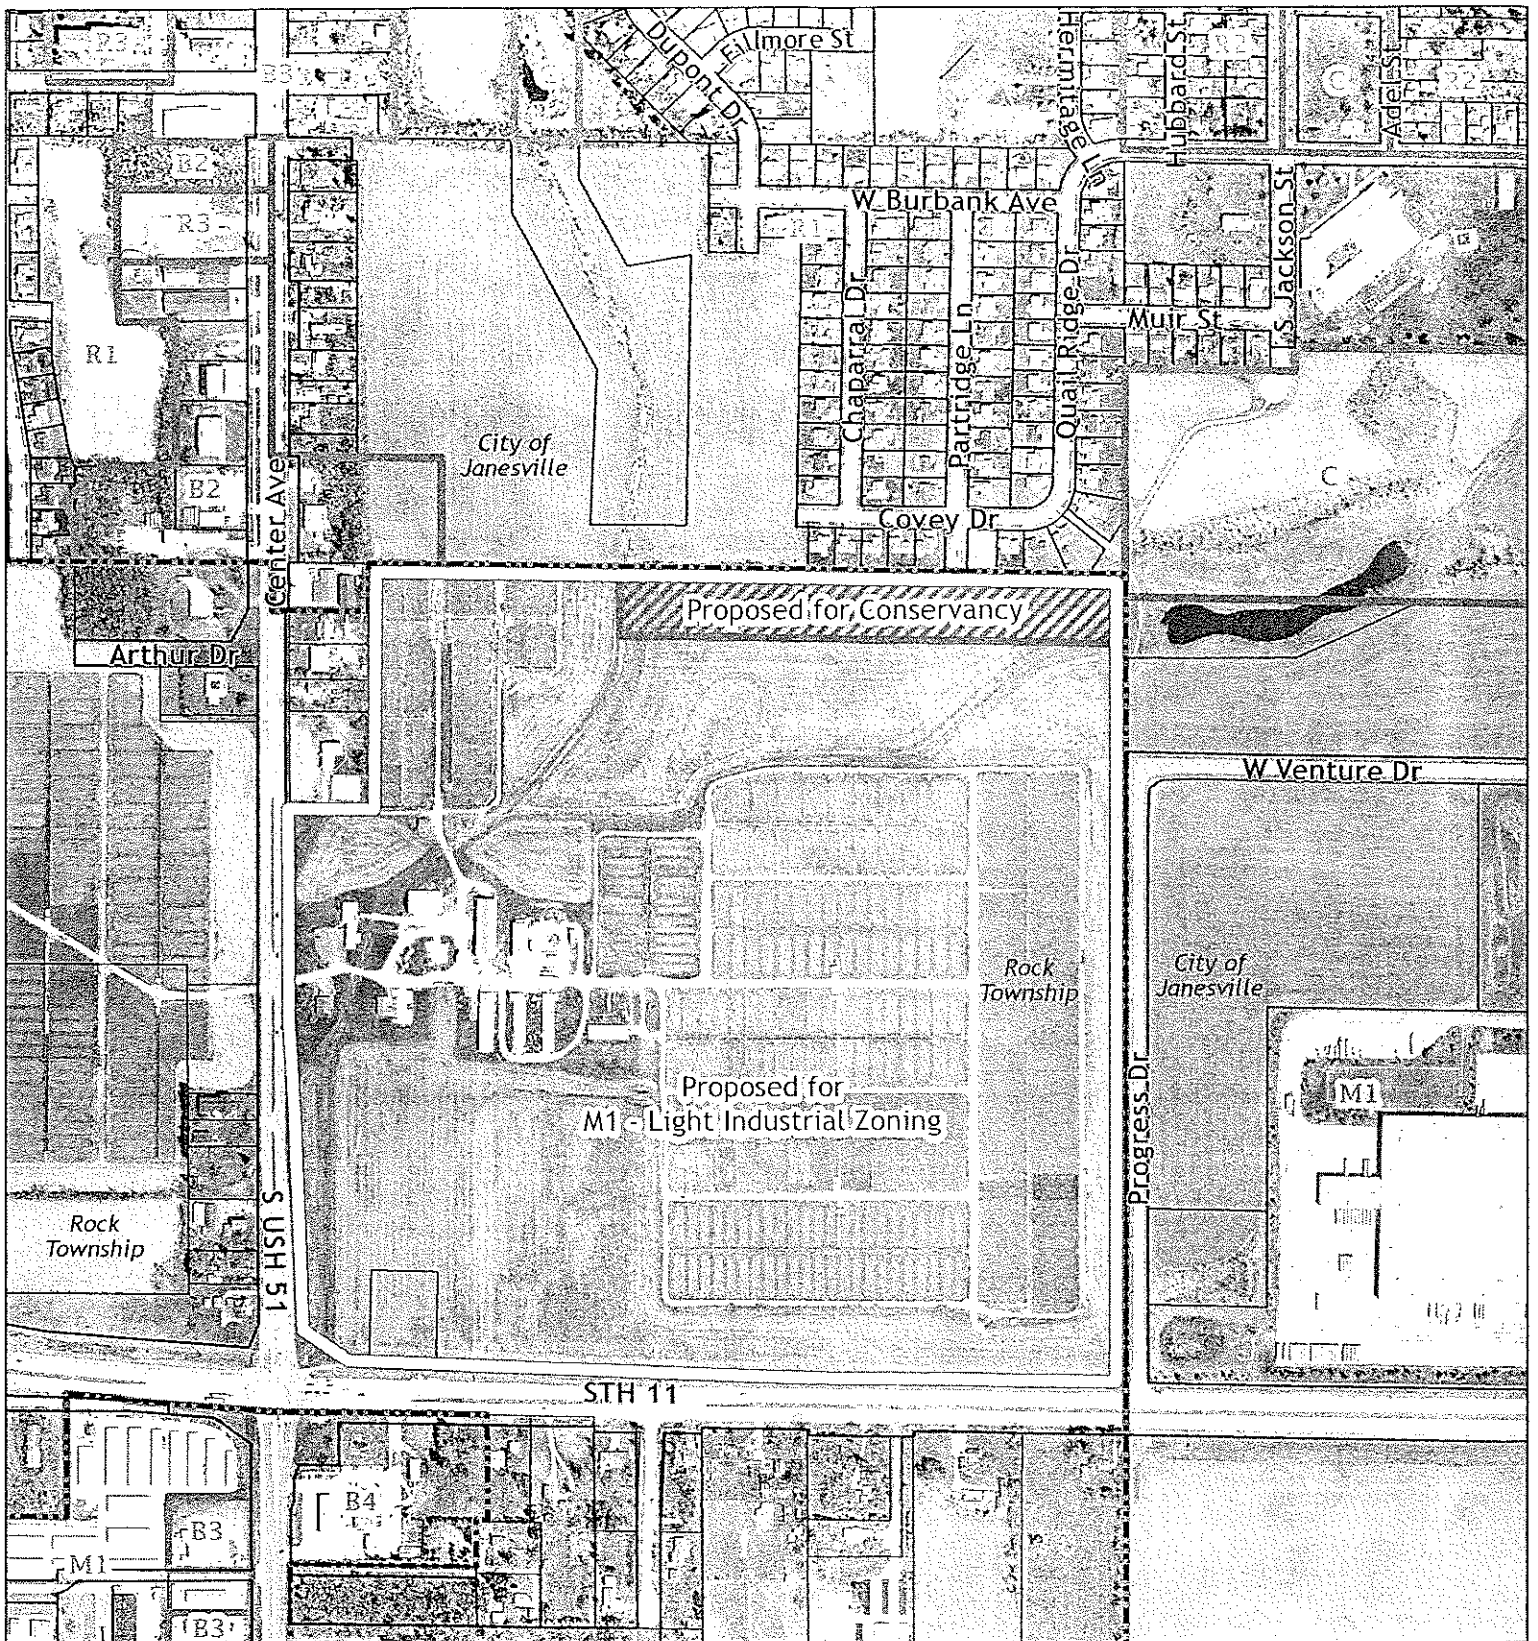 R3
B3
Fillmore St
Dupont Dr
Hermitage Ln
Hubbard St
R2
C
Adel St
R2
B2
R3
W Burbank Ave
R1
S Jackson St
Muir St
R1
Chaparral Dr
Partridge Ln
Quail Ridge Dr
City of
Janesville
C
B2
Center Ave
Covey Dr
Proposed for Conservancy
Arthur Dr
W Venture Dr
Rock
Township
City of
Janesville
Proposed for
M1 - Light Industrial Zoning
Progress Dr
M1
Rock
Township
S USH 51
STH 11
B4
B3
M1
B3